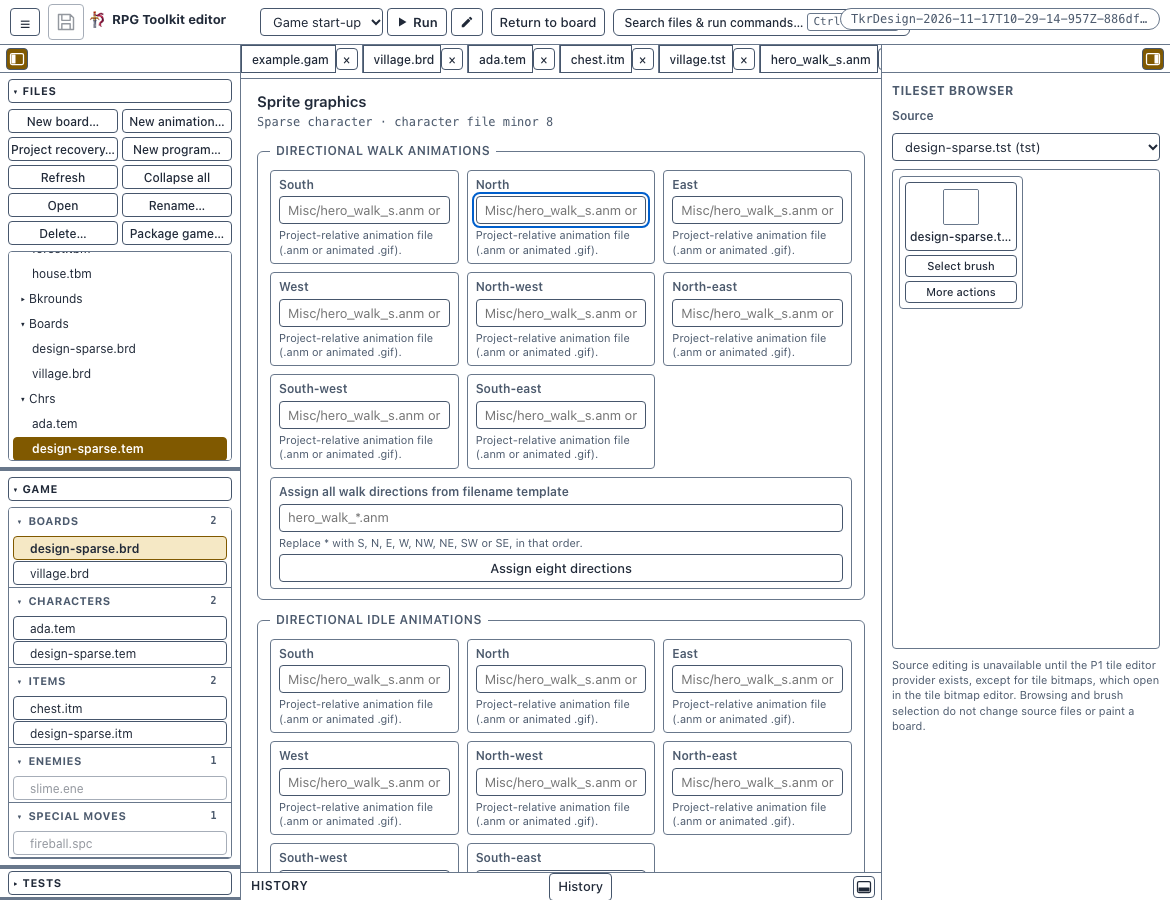 RPG Toolkit editor
Game start-up
Run
Return to board
Search files & run commands...
Ctrl
TkrDesign-2026-11-17T10-29-14-957Z-886df...
FILES
New board...
New animation...
Project recovery...
New program...
Refresh
Collapse all
Open
Rename...
Delete...
Package game...
house.tbm
Bkrounds
Boards
design-sparse.brd
village.brd
Chrs
ada.tem
design-sparse.tem
GAME
BOARDS 2
design-sparse.brd
village.brd
CHARACTERS 2
ada.tem
design-sparse.tem
ITEMS 2
chest.itm
design-sparse.itm
ENEMIES 1
slime.ene
SPECIAL MOVES 1
fireball.spc
TESTS
example.gam ×
village.brd ×
ada.tem ×
chest.itm ×
village.tst ×
hero_walk_s.anm
Sprite graphics
Sparse character · character file minor 8
DIRECTIONAL WALK ANIMATIONS
South
Misc/hero_walk_s.anm or
Project-relative animation file
(.anm or animated .gif).
North
Misc/hero_walk_s.anm or
Project-relative animation file
(.anm or animated .gif).
East
Misc/hero_walk_s.anm or
Project-relative animation file
(.anm or animated .gif).
West
Misc/hero_walk_s.anm or
Project-relative animation file
(.anm or animated .gif).
North-west
Misc/hero_walk_s.anm or
Project-relative animation file
(.anm or animated .gif).
North-east
Misc/hero_walk_s.anm or
Project-relative animation file
(.anm or animated .gif).
South-west
Misc/hero_walk_s.anm or
Project-relative animation file
(.anm or animated .gif).
South-east
Misc/hero_walk_s.anm or
Project-relative animation file
(.anm or animated .gif).
Assign all walk directions from filename template
hero_walk_*.anm
Replace * with S, N, E, W, NW, NE, SW or SE, in that order.
Assign eight directions
DIRECTIONAL IDLE ANIMATIONS
South
Misc/hero_walk_s.anm or
Project-relative animation file
(.anm or animated .gif).
North
Misc/hero_walk_s.anm or
Project-relative animation file
(.anm or animated .gif).
East
Misc/hero_walk_s.anm or
Project-relative animation file
(.anm or animated .gif).
West
Misc/hero_walk_s.anm or
Project-relative animation file
(.anm or animated .gif).
North-west
Misc/hero_walk_s.anm or
Project-relative animation file
(.anm or animated .gif).
North-east
Misc/hero_walk_s.anm or
Project-relative animation file
(.anm or animated .gif).
South-west
South-east
HISTORY
History
TILESET BROWSER
Source
design-sparse.tst (tst)
design-sparse.t...
Select brush
More actions
Source editing is unavailable until the P1 tile editor
provider exists, except for tile bitmaps, which open
in the tile bitmap editor. Browsing and brush
selection do not change source files or paint a
board.